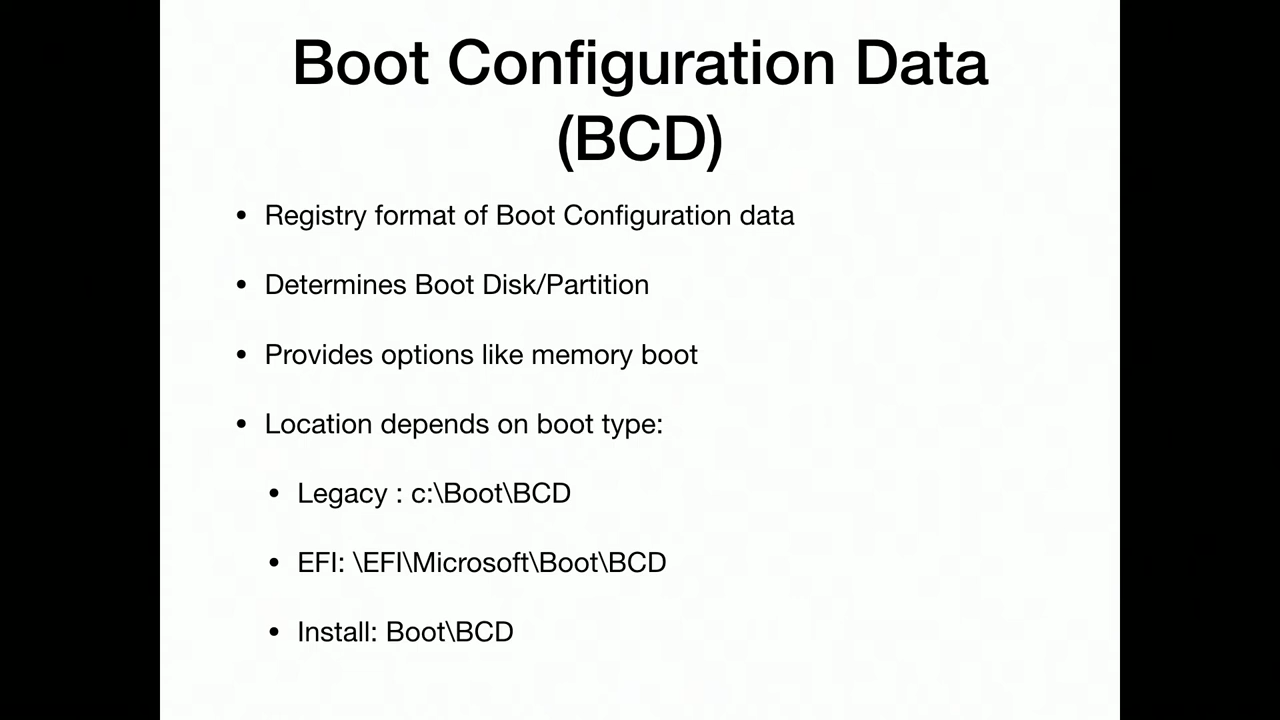 Boot Configuration Data
(BCD)
• Registry format of Boot Configuration data
• Determines Boot Disk/Partition
• Provides options like memory boot
• Location depends on boot type:
• Legacy : c:\Boot\BCD
• EFI: \EFI\Microsoft\Boot\BCD
• Install: Boot\BCD